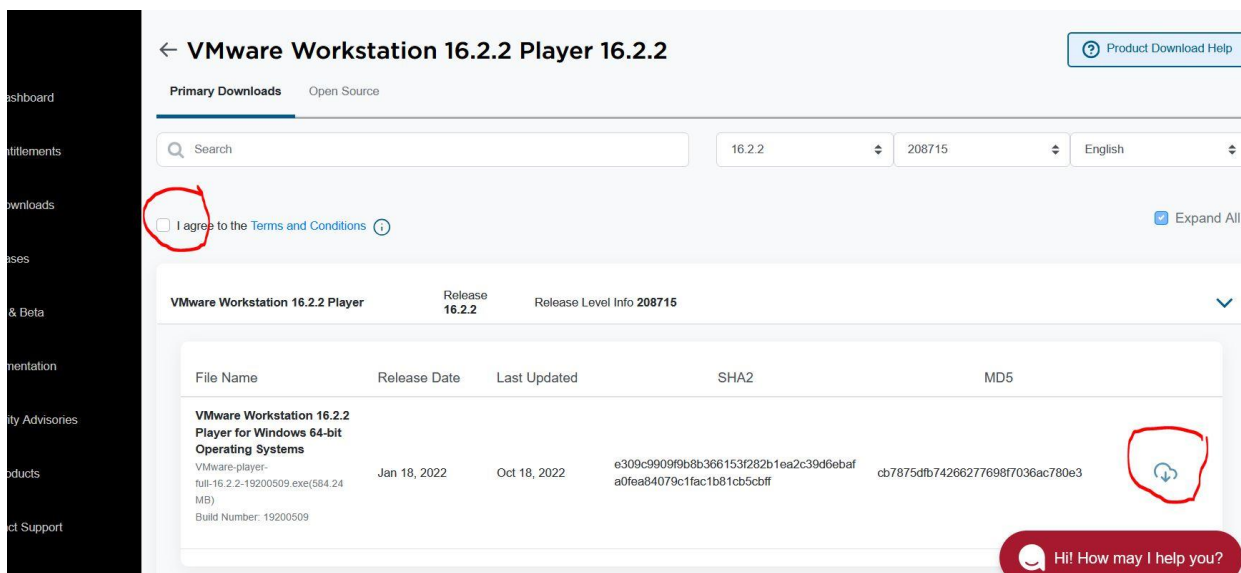 ← VMware Workstation 16.2.2 Player 16.2.2
Product Download Help
Primary Downloads Open Source
Search
16.2.2 208715 English
I agree to the Terms and Conditions
Expand All
VMware Workstation 16.2.2 Player Release 16.2.2 Release Level Info 208715
File Name Release Date Last Updated SHA2 MD5
VMware Workstation 16.2.2
Player for Windows 64-bit
Operating Systems
VMware-player-
full-16.2.2-19200509.exe(584.24
MB)
Build Number: 19200509
Jan 18, 2022
Oct 18, 2022
e309c9909f9b8b366153f282b1ea2c39d6ebaf
a0fea84079c1fac1b81cb5cbff
cb7875dfb74266277698f7036ac780e3
Hi! How may I help you?
ashboard
ntitlements
ownloads
ases
& Beta
mentation
ity Advisories
oducts
ct Support